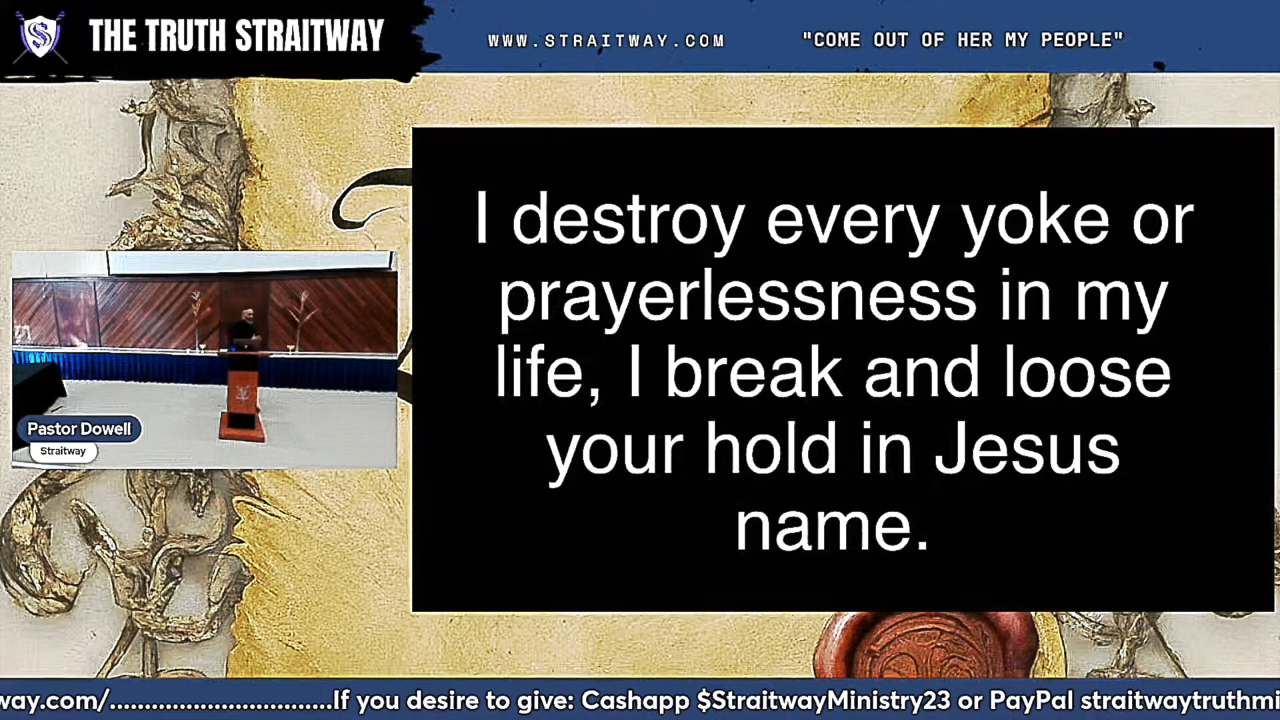 THE TRUTH STRAITWAY
WWW.STRAITWAY.COM
"COME OUT OF HER MY PEOPLE"
I destroy every yoke or
prayerlessness in my
life, I break and loose
your hold in Jesus
name.
Pastor Dowell
Straitway
way.com/.................................If you desire to give: Cashapp $StraitwayMinistry23 or PayPal straitwaytruthmi